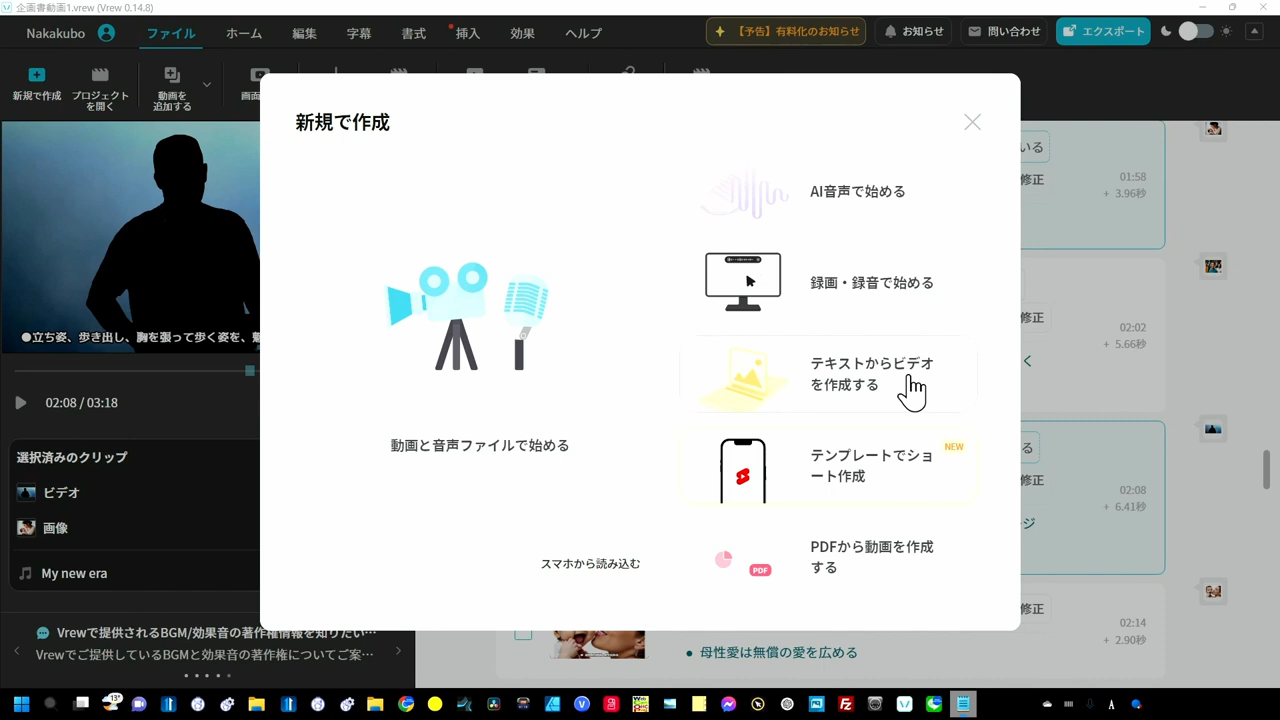 企画書動画1.vrew (Vrew 0.14.8)
Nakakubo ファイル ホーム 編集 字幕 書式 挿入 効果 ヘルプ 【予告】有料化のお知らせ お知らせ 問い合わせ エクスポート
新規で作成 プロジェクト
を開く
動画を
追加する
画面
新規で作成
AI音声で始める
録画・録音で始める
テキストからビデオ
を作成する
テンプレートでショ
ート作成
NEW
PDFから動画を作成
する
PDF
動画と音声ファイルで始める
スマホから読み込む
●立ち姿、歩き出し、胸を張って歩く姿を、
02:08 / 03:18
選択済みのクリップ
ビデオ
画像
My new era
Vrewで提供されるBGM/効果音の著作権情報を知りたい…
Vrewでご提供しているBGMと効果音の著作権についてご案…
いる
修正
01:58
+ 3.96秒
修正
02:02
+ 5.66秒
く
る
修正
02:08
+ 6.41秒
ジ
修正
02:14
+ 2.90秒
母性愛は無償の愛を広める
13°